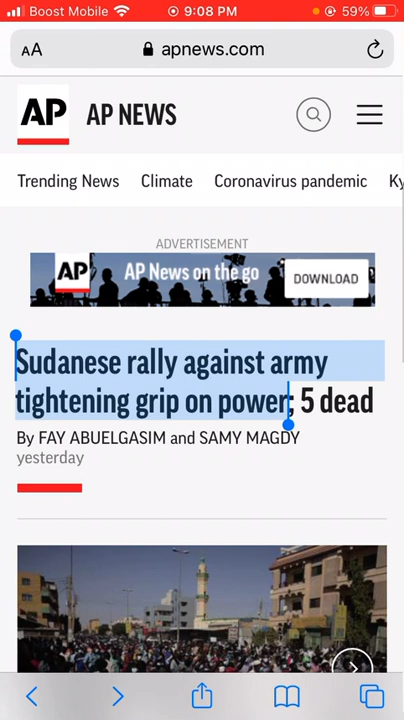 Boost Mobile 9:08 PM 59%
AA apnews.com
AP AP NEWS
Trending News Climate Coronavirus pandemic Ky
ADVERTISEMENT
AP AP News on the go DOWNLOAD
Sudanese rally against army
tightening grip on power; 5 dead
By FAY ABUELGASIM and SAMY MAGDY
yesterday